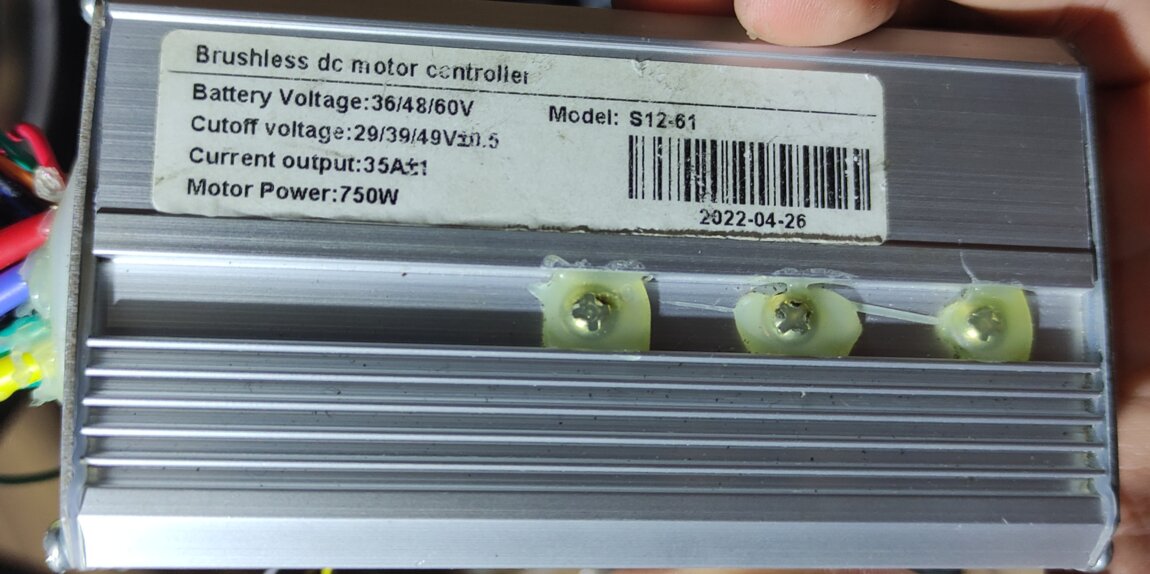 Brushless dc motor controller
Battery Voltage:36/48/60V
Model: S12-61
Cutoff voltage:29/39/49V±0.5
Current output:35A±1
Motor Power:750W
2022-04-26